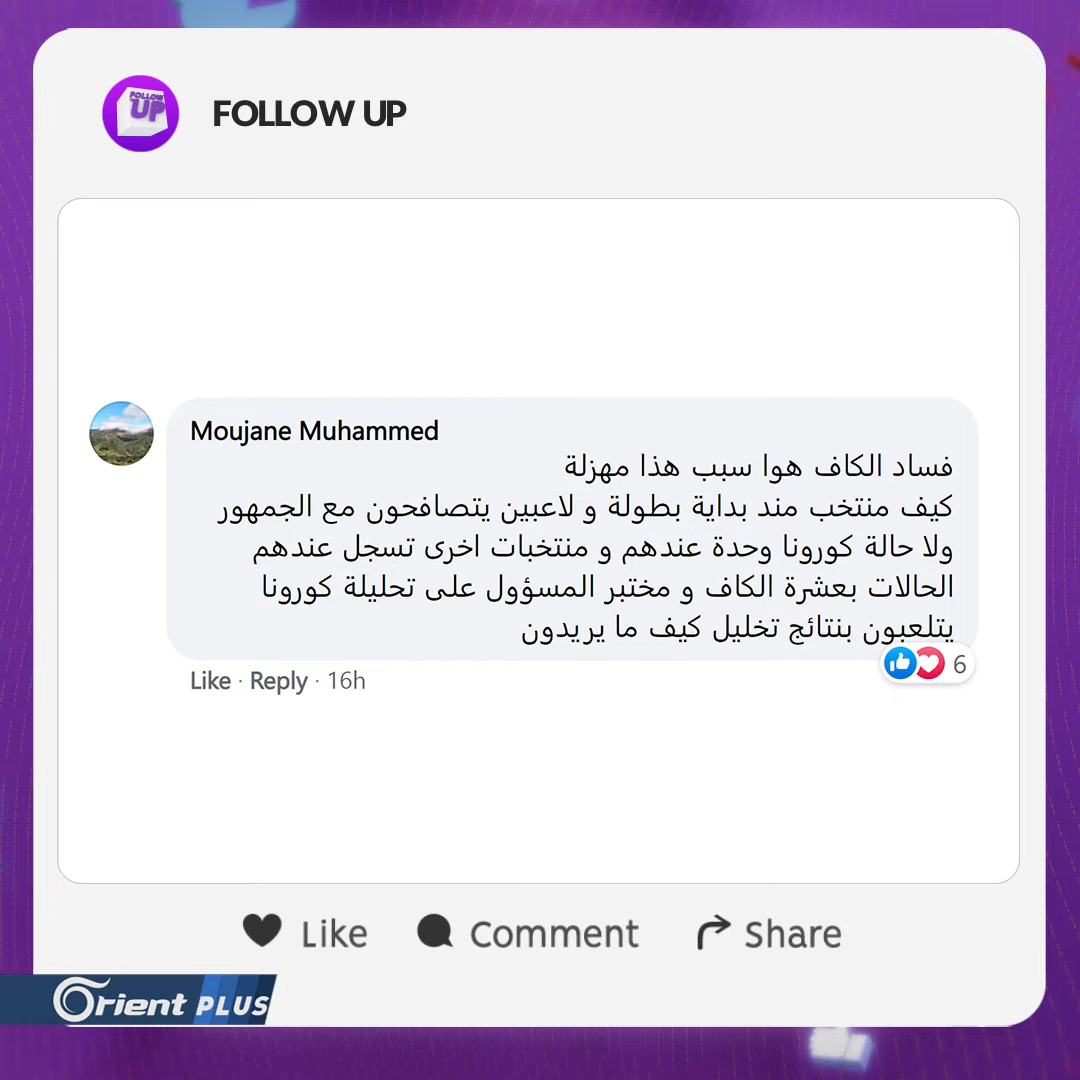 FOLLOW UP
FOLLOW UP
Moujane Muhammed
فساد الكاف هوا سبب هذا مهزلة
كيف منتخب مند بداية بطولة و لاعبين يتصافحون مع الجمهور
ولا حالة كورونا وحدة عندهم و منتخبات اخرى تسجل عندهم
الحالات بعشرة الكاف و مختبر المسؤول على تحليلة كورونا
يتلعبون بنتائج تخليل كيف ما يريدون
6
Like · Reply · 16h
Like Comment Share
Orient PLUS